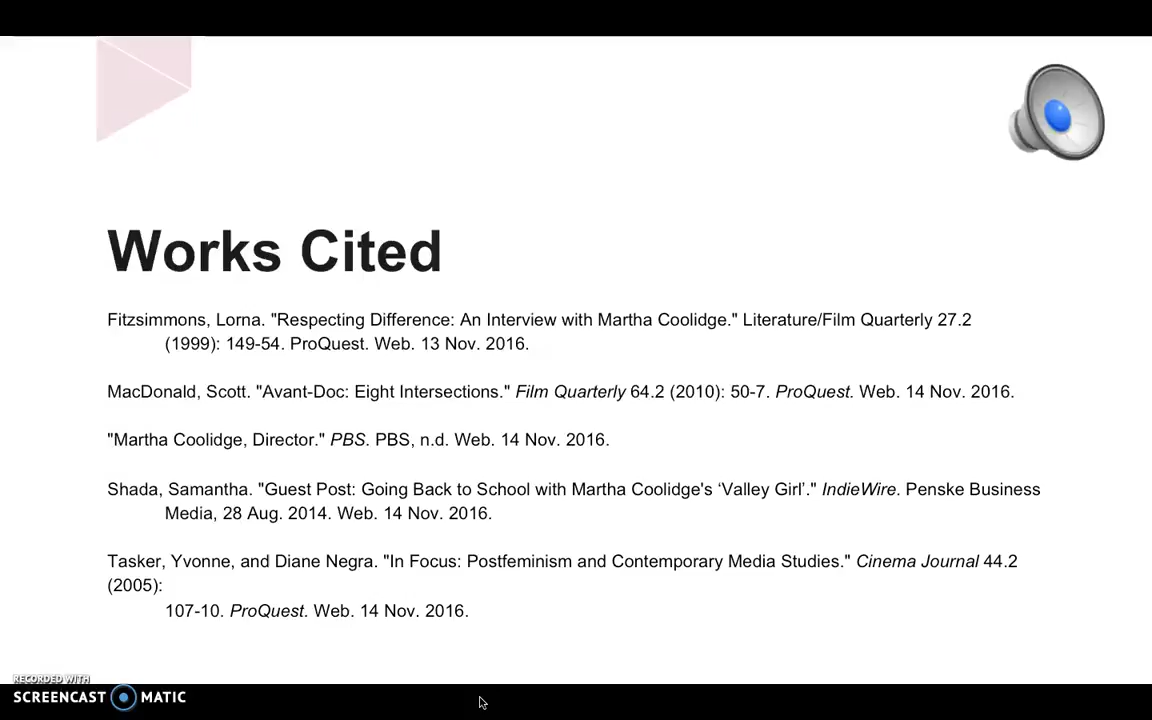 Works Cited
Fitzsimmons, Lorna. "Respecting Difference: An Interview with Martha Coolidge." Literature/Film Quarterly 27.2
(1999): 149-54. ProQuest. Web. 13 Nov. 2016.
MacDonald, Scott. "Avant-Doc: Eight Intersections." Film Quarterly 64.2 (2010): 50-7. ProQuest. Web. 14 Nov. 2016.
"Martha Coolidge, Director." PBS. PBS, n.d. Web. 14 Nov. 2016.
Shada, Samantha. "Guest Post: Going Back to School with Martha Coolidge's ‘Valley Girl’." IndieWire. Penske Business
Media, 28 Aug. 2014. Web. 14 Nov. 2016.
Tasker, Yvonne, and Diane Negra. "In Focus: Postfeminism and Contemporary Media Studies." Cinema Journal 44.2
(2005):
107-10. ProQuest. Web. 14 Nov. 2016.
RECORDED WITH
SCREENCAST MATIC